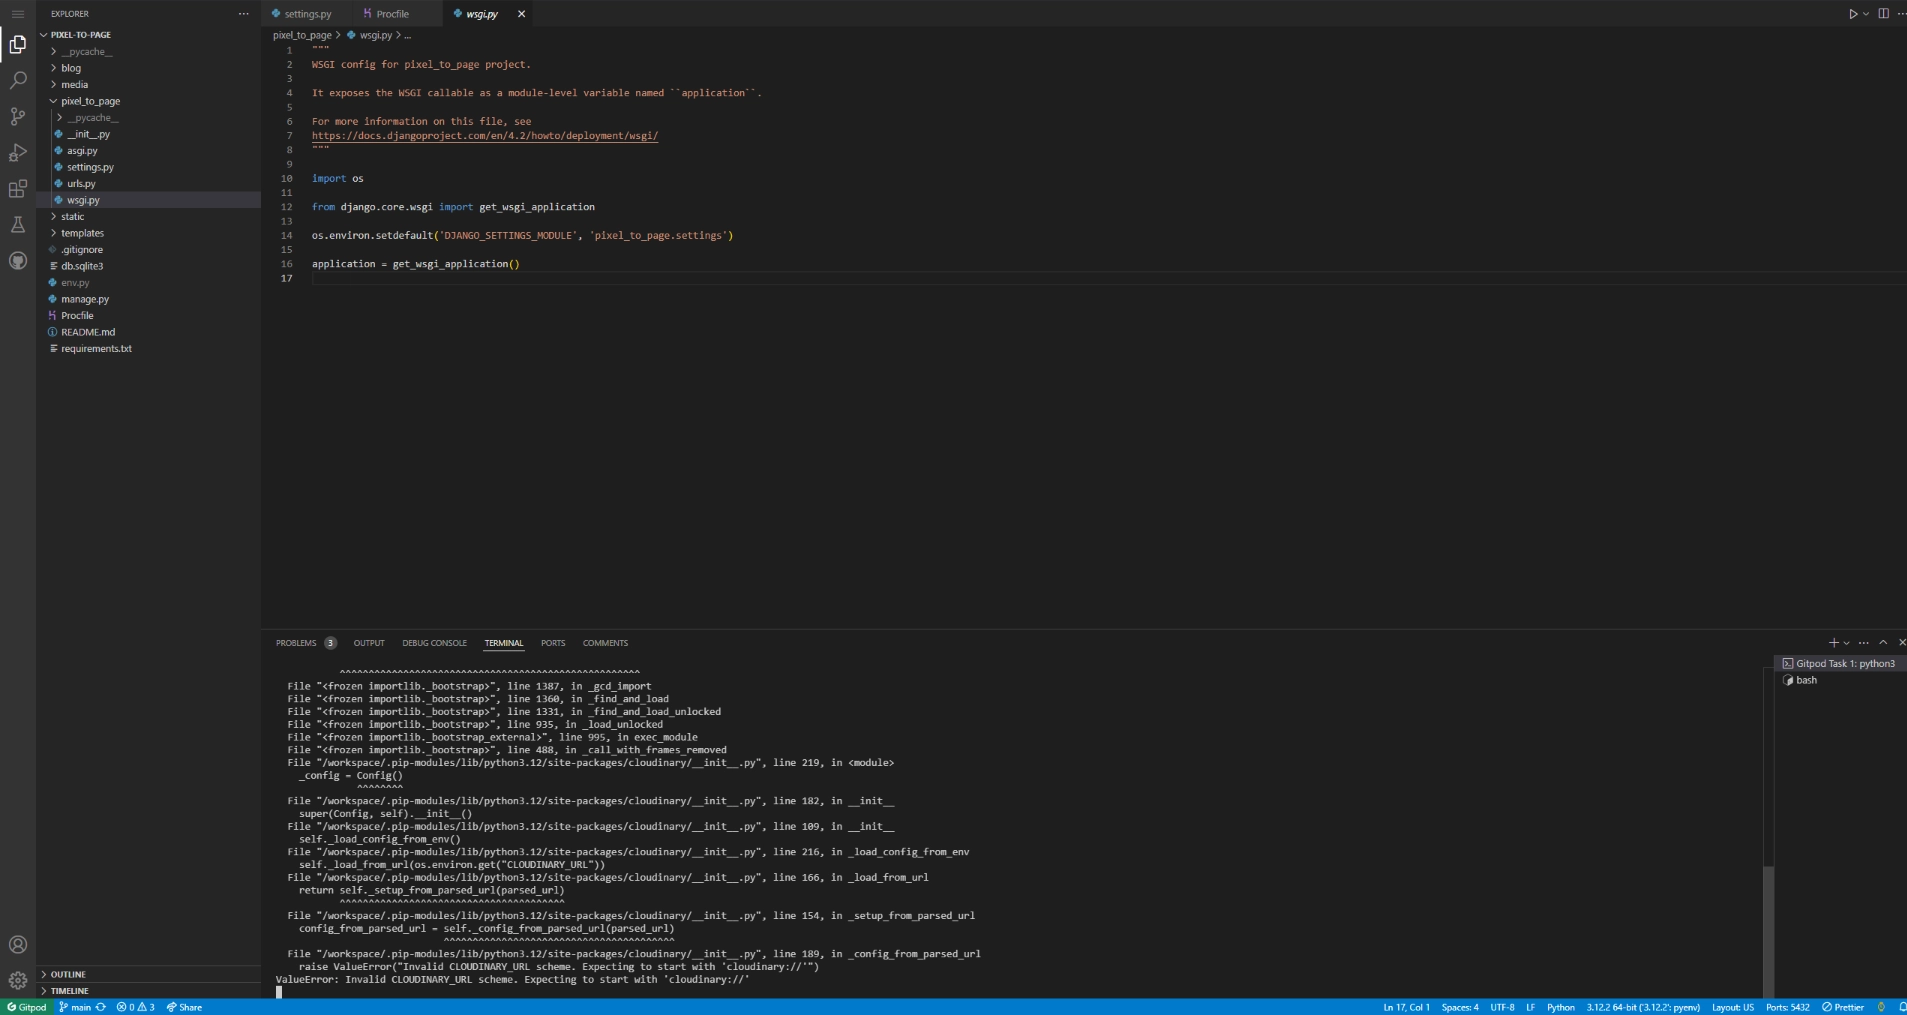 EXPLORER
PIXEL-TO-PAGE
__pycache__
blog
media
pixel_to_page
__pycache__
__init__.py
asgi.py
settings.py
urls.py
wsgi.py
static
templates
.gitignore
db.sqlite3
env.py
manage.py
Procfile
README.md
requirements.txt
OUTLINE
TIMELINE
settings.py Procfile wsgi.py
pixel_to_page > wsgi.py > ...
1 """
2 WSGI config for pixel_to_page project.
3
4 It exposes the WSGI callable as a module-level variable named ``application``.
5
6 For more information on this file, see
7 https://docs.djangoproject.com/en/4.2/howto/deployment/wsgi/
8 """
9
10 import os
11
12 from django.core.wsgi import get_wsgi_application
13
14 os.environ.setdefault('DJANGO_SETTINGS_MODULE', 'pixel_to_page.settings')
15
16 application = get_wsgi_application()
17
PROBLEMS 3 OUTPUT DEBUG CONSOLE TERMINAL PORTS COMMENTS
^^^^^^^^^^^^^^^^^^^^^^^^^^^^^^^^^^^^^^^^^^^^^^^^^^^^
File "<frozen importlib._bootstrap>", line 1387, in _gcd_import
File "<frozen importlib._bootstrap>", line 1360, in _find_and_load
File "<frozen importlib._bootstrap>", line 1331, in _find_and_load_unlocked
File "<frozen importlib._bootstrap>", line 935, in _load_unlocked
File "<frozen importlib._bootstrap_external>", line 995, in exec_module
File "<frozen importlib._bootstrap>", line 488, in _call_with_frames_removed
File "/workspace/.pip-modules/lib/python3.12/site-packages/cloudinary/__init__.py", line 219, in <module>
_config = Config()
^^^^^^^^
File "/workspace/.pip-modules/lib/python3.12/site-packages/cloudinary/__init__.py", line 182, in __init__
super(Config, self).__init__()
File "/workspace/.pip-modules/lib/python3.12/site-packages/cloudinary/__init__.py", line 109, in __init__
self._load_config_from_env()
File "/workspace/.pip-modules/lib/python3.12/site-packages/cloudinary/__init__.py", line 216, in _load_config_from_env
self._load_from_url(os.environ.get("CLOUDINARY_URL"))
File "/workspace/.pip-modules/lib/python3.12/site-packages/cloudinary/__init__.py", line 166, in _load_from_url
return self._setup_from_parsed_url(parsed_url)
^^^^^^^^^^^^^^^^^^^^^^^^^^^^^^^^^^^^^^^
File "/workspace/.pip-modules/lib/python3.12/site-packages/cloudinary/__init__.py", line 154, in _setup_from_parsed_url
config_from_parsed_url = self._config_from_parsed_url(parsed_url)
^^^^^^^^^^^^^^^^^^^^^^^^^^^^^^^^^^^^^^^^
File "/workspace/.pip-modules/lib/python3.12/site-packages/cloudinary/__init__.py", line 189, in _config_from_parsed_url
raise ValueError("Invalid CLOUDINARY_URL scheme. Expecting to start with 'cloudinary://'")
ValueError: Invalid CLOUDINARY_URL scheme. Expecting to start with 'cloudinary://'
Gitpod Task 1: python3
bash
Gitpod main 0 3 Share Ln 17, Col 1 Spaces: 4 UTF-8 LF Python 3.12.2 64-bit ('3.12.2': pyenv) Layout: US Ports: 5432 Prettier